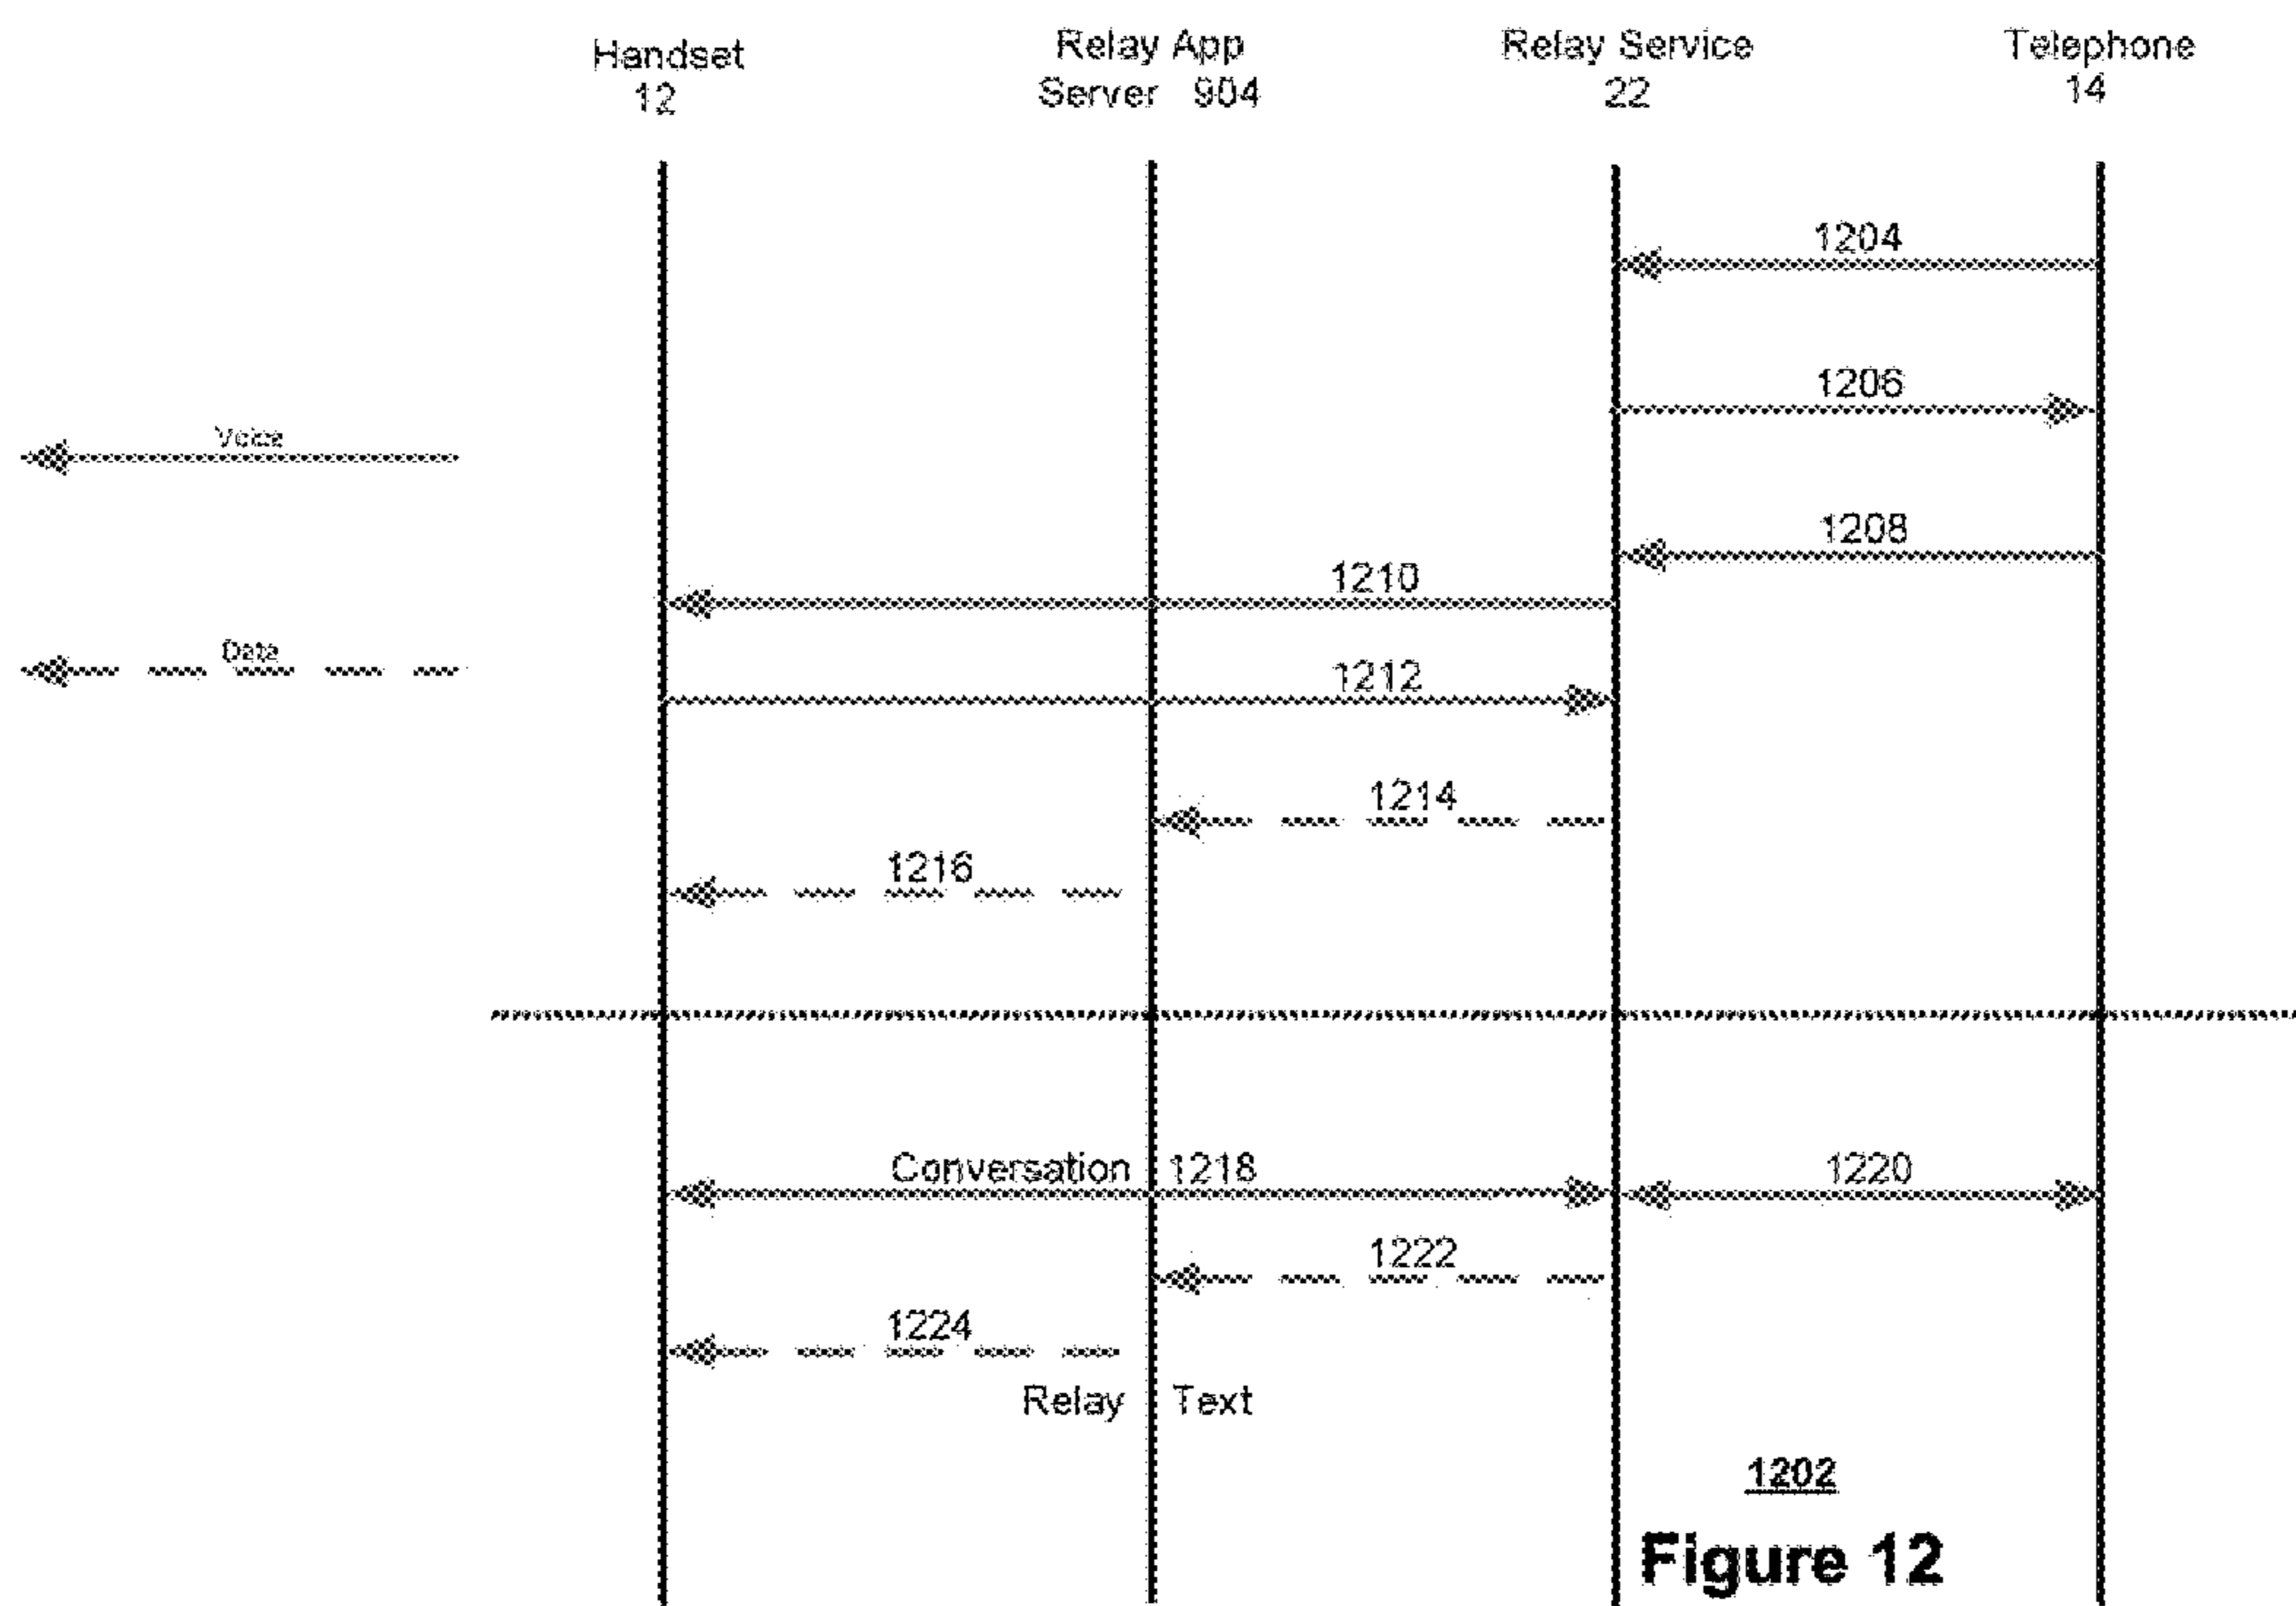 Handset
12
Relay App
Server 904
Relay Service
22
Telephone
14
1204
1206
Voice
1208
1210
Data
1212
1214
1216
Conversation 1218
1220
1222
1224
Relay Text
1202
Figure 12